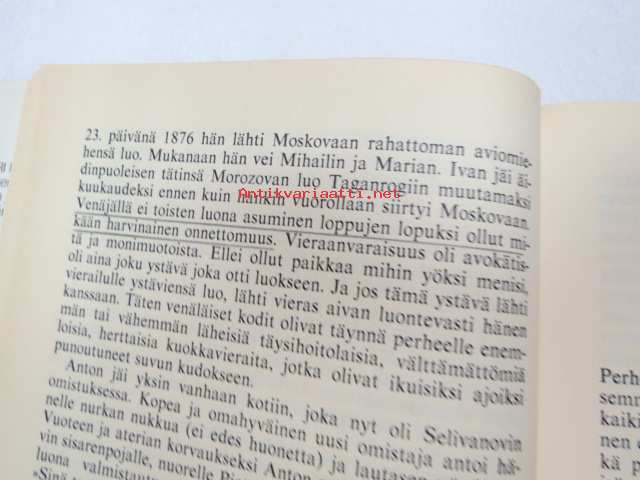 23. päivänä 1876 hän lähti Moskovaan rahattoman aviomie-
hensä luo. Mukanaan hän vei Mihailin ja Marian. Ivan jäi äi-
dinpuoleisen tätinsä Morozovan luo Taganrogiin muutamaksi
kuukaudeksi ennen kuin hänkin vuorollaan siirtyi Moskovaan.
Antikvariaatti.net
Venäjällä ei toisten luona asuminen loppujen lopuksi ollut mi-
kään harvinainen onnettomuus. Vieraanvaraisuus oli avokätis-
tä ja monimuotoista. Ellei ollut paikkaa mihin yöksi menisi,
oli aina joku ystävä joka otti luokseen. Ja jos tämä ystävä lähti
vierailulle ystäviensä luo, lähti vieras aivan luontevasti hänen
kanssaan. Täten venäläiset kodit olivat täynnä perheelle enem-
män tai vähemmän läheisiä täysihoitolaisia, välttämättömiä
loisia, herttaisia kuokkavieraita, jotka olivat ikuisiksi ajoiksi
punoutuneet suvun kudokseen.
Anton jäi yksin vanhaan kotiin, joka nyt oli Selivanovin
omistuksessa. Kopea ja omahyväinen uusi omistaja antoi hä-
nelle nurkan nukkua (ei edes huonetta) ja lautasen
Vuoteen ja aterian korvaukseksi Anton
vin sisarenpojalle, nuorelle
luona
»Sinä
Perh
semm
kaiki
nen e
kä p